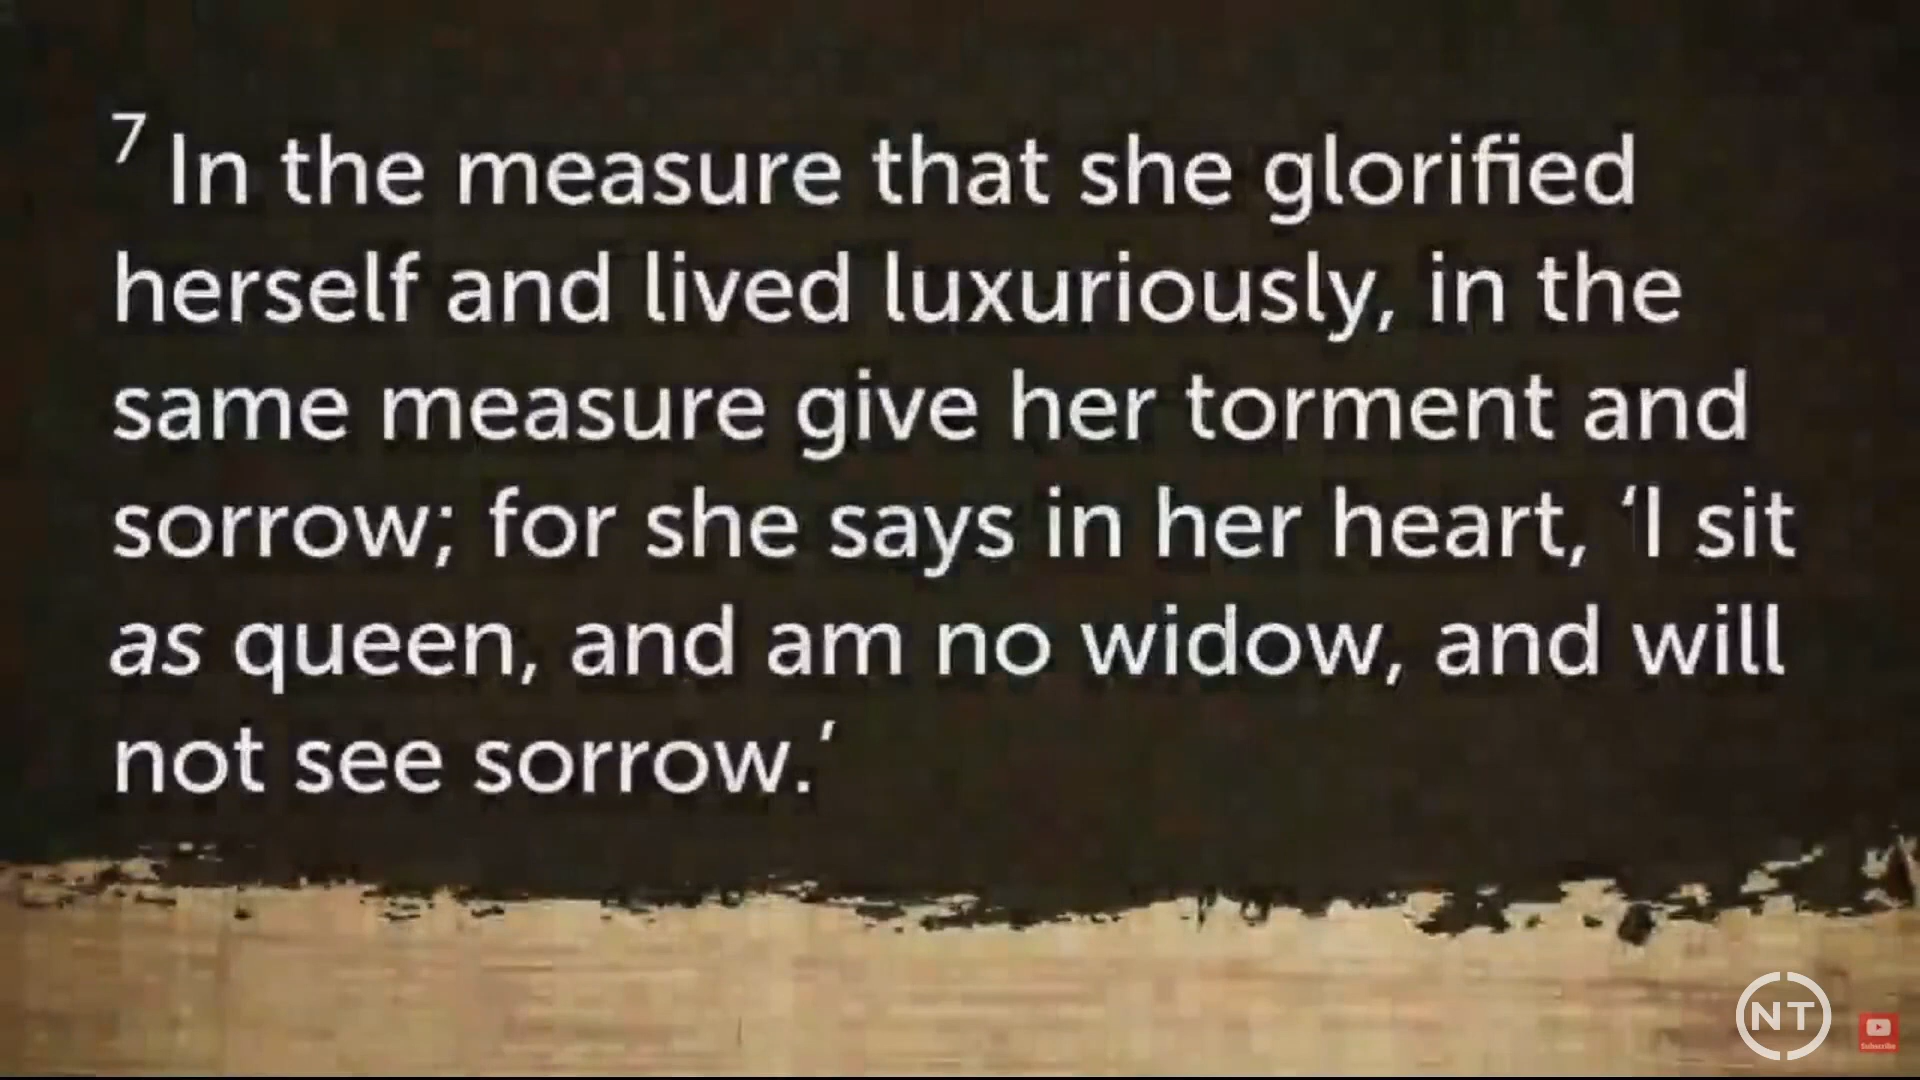 7 In the measure that she glorified
herself and lived luxuriously, in the
same measure give her torment and
sorrow; for she says in her heart, ‘I sit
as queen, and am no widow, and will
not see sorrow.’
NT
Subscribe